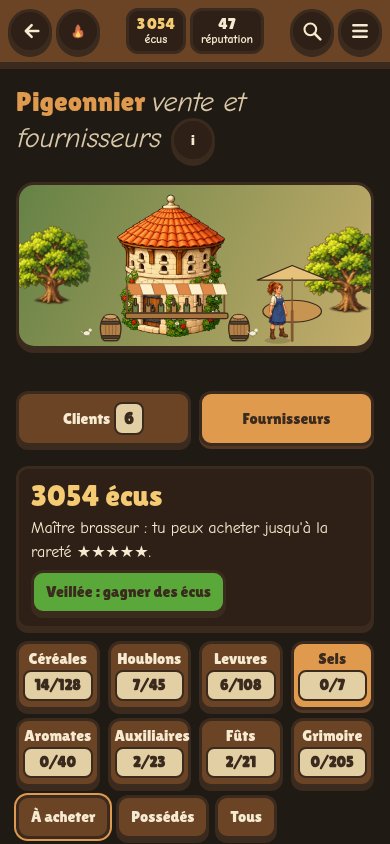 3054
écus
47
réputation
Pigeonnier vente et
fournisseurs i
Clients 6
Fournisseurs
3054 écus
Maître brasseur : tu peux acheter jusqu'à la
rareté ★★★★★.
Veillée : gagner des écus
Céréales
14/128
Houblons
7/45
Levures
6/108
Sels
0/7
Aromates
0/40
Auxiliaires
2/23
Fûts
2/21
Grimoire
0/205
À acheter
Possédés
Tous